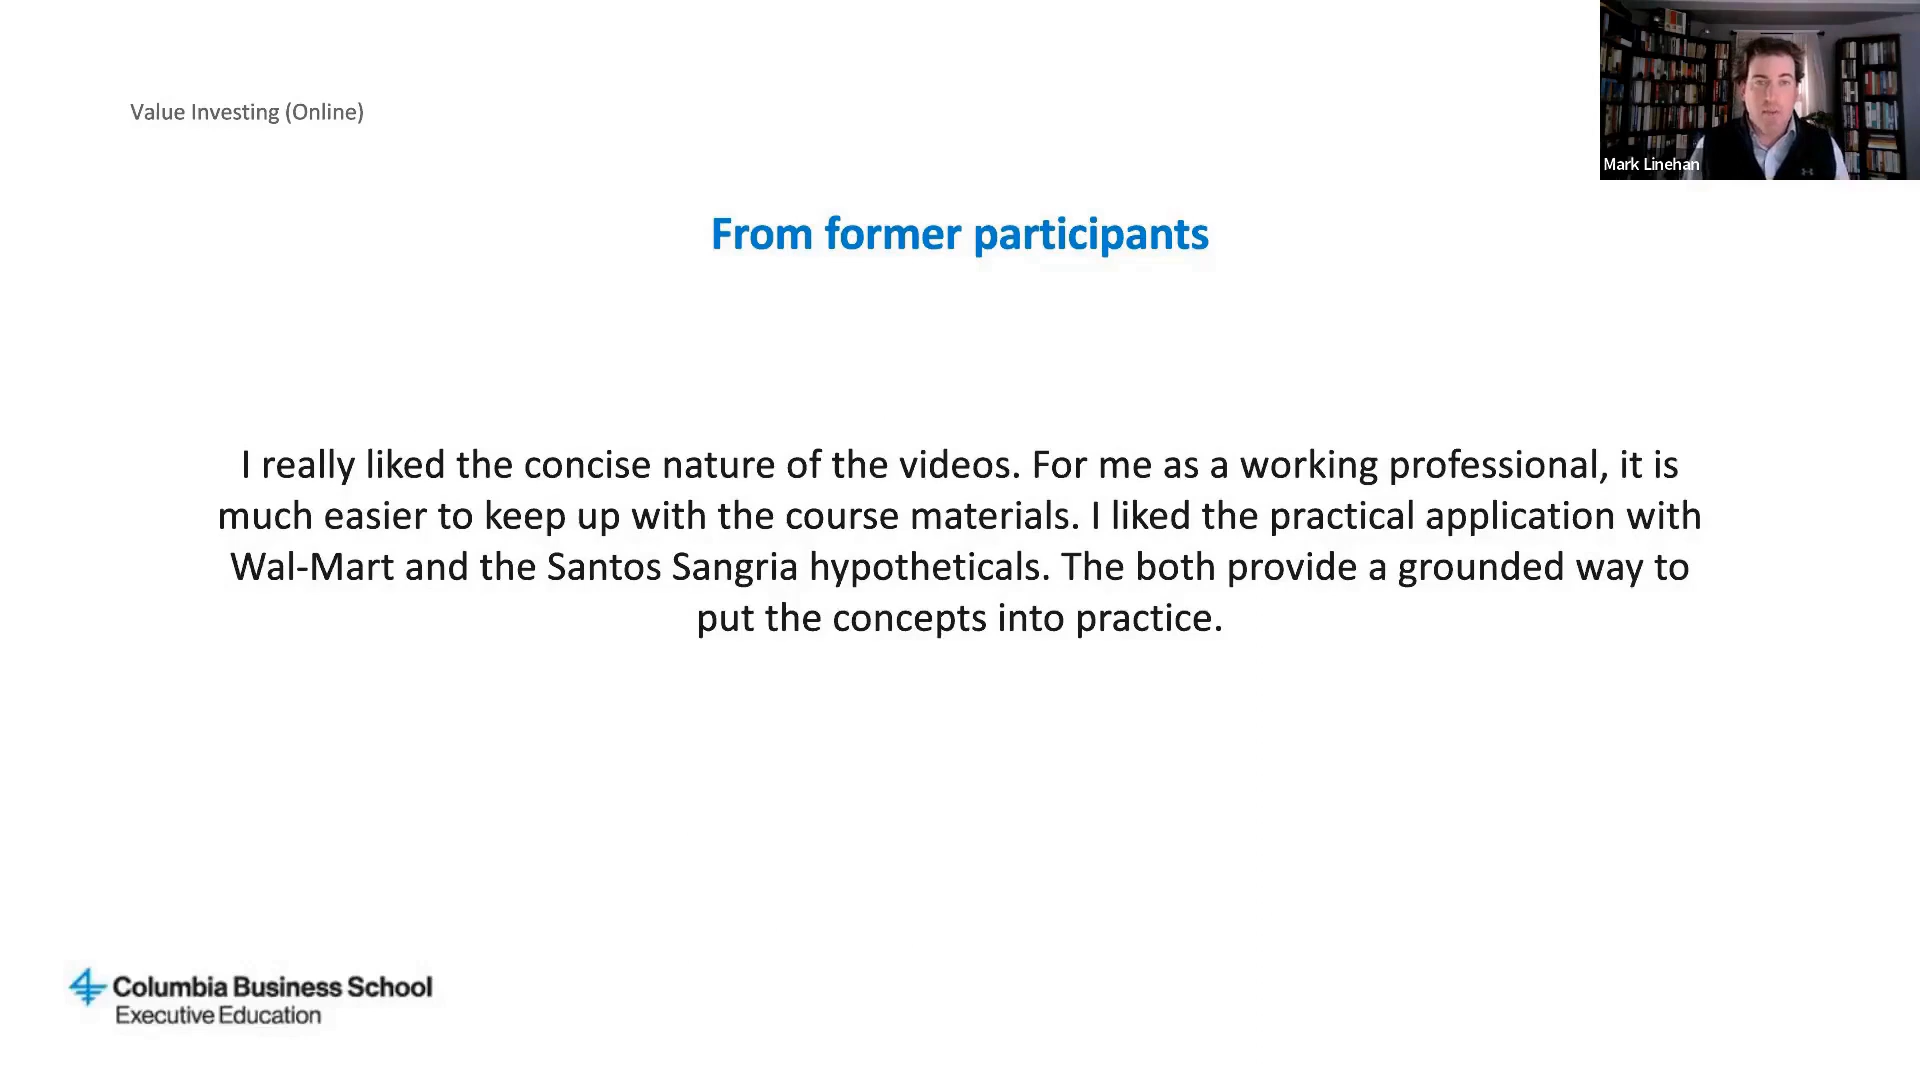 Value Investing (Online)
Mark Linehan
From former participants
I really liked the concise nature of the videos. For me as a working professional, it is
much easier to keep up with the course materials. I liked the practical application with
Wal-Mart and the Santos Sangria hypotheticals. The both provide a grounded way to
put the concepts into practice.
Columbia Business School
Executive Education